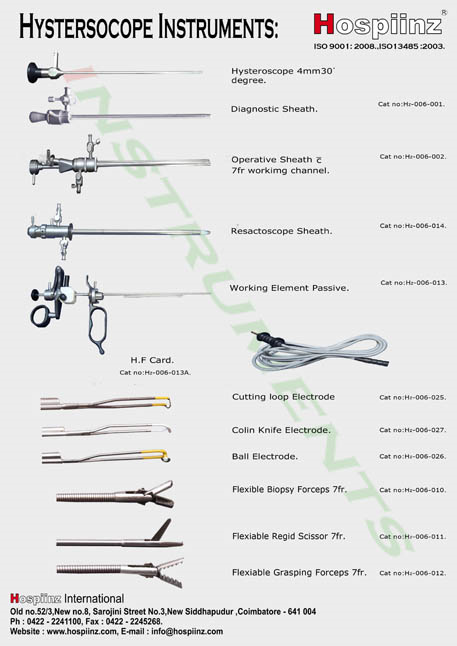 HYSTERSOCOPE INSTRUMENTS:
Hospiinz®
ISO 9001: 2008.,ISO13485 :2003.
Hysteroscope 4mm30°
degree.
Diagnostic Sheath. Cat no:Hz-006-001.
Operative Sheath c̄ Cat no:Hz-006-002.
7fr workimg channel.
Resactoscope Sheath. Cat no:Hz-006-014.
Working Element Passive. Cat no:Hz-006-013.
H.F Card.
Cat no:Hz-006-013A.
Cutting loop Electrode Cat no:Hz-006-025.
Colin Knife Electrode. Cat no:Hz-006-027.
Ball Electrode. Cat no:Hz-006-026.
Flexible Biopsy Forceps 7fr. Cat no:Hz-006-010.
Flexiable Regid Scissor 7fr. Cat no:Hz-006-011.
Flexiable Grasping Forceps 7fr. Cat no:Hz-006-012.
INSTRUMENTS
Hospiinz International
Old no.52/3,New no.8, Sarojini Street No.3,New Siddhapudur ,Coimbatore - 641 004
Ph : 0422 - 2241100, Fax : 0422 - 2245268.
Website : www.hospiinz.com, E-mail : info@hospiinz.com